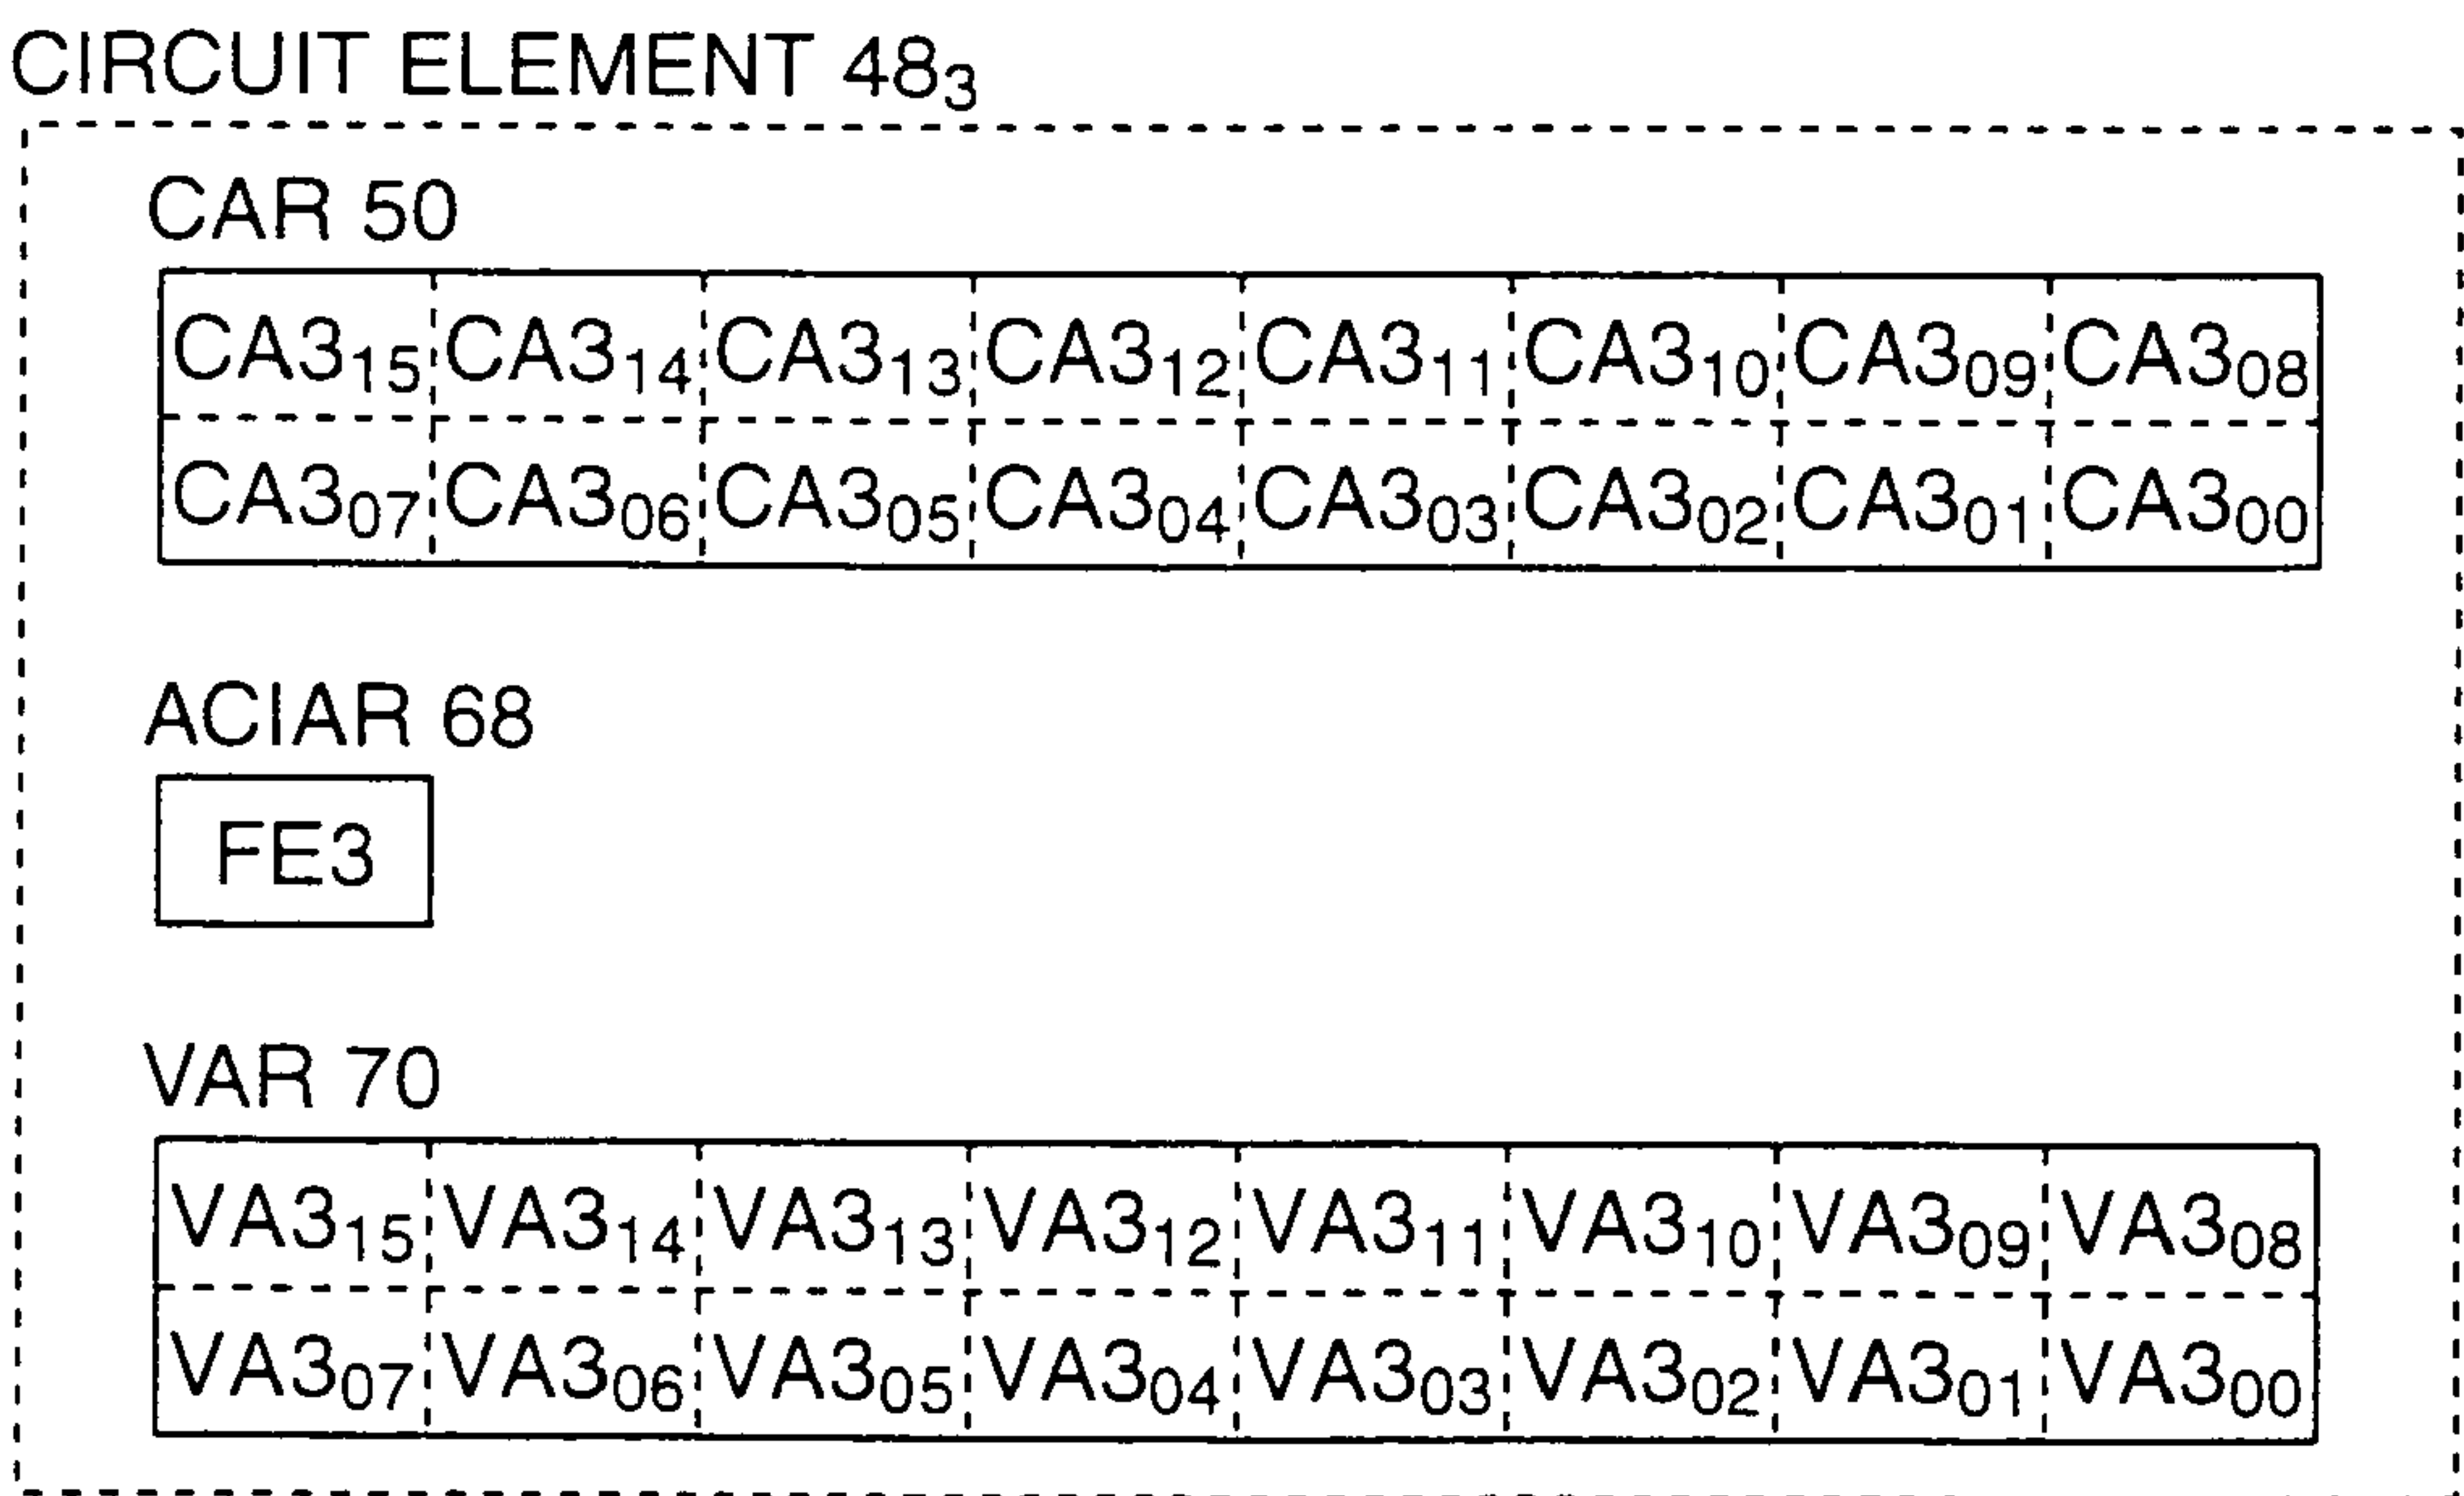 CIRCUIT ELEMENT 48₃
CAR 50
CA3₁₅ CA3₁₄ CA3₁₃ CA3₁₂ CA3₁₁ CA3₁₀ CA3₀₉ CA3₀₈
CA3₀₇ CA3₀₆ CA3₀₅ CA3₀₄ CA3₀₃ CA3₀₂ CA3₀₁ CA3₀₀
ACIAR 68
FE3
VAR 70
VA3₁₅ VA3₁₄ VA3₁₃ VA3₁₂ VA3₁₁ VA3₁₀ VA3₀₉ VA3₀₈
VA3₀₇ VA3₀₆ VA3₀₅ VA3₀₄ VA3₀₃ VA3₀₂ VA3₀₁ VA3₀₀